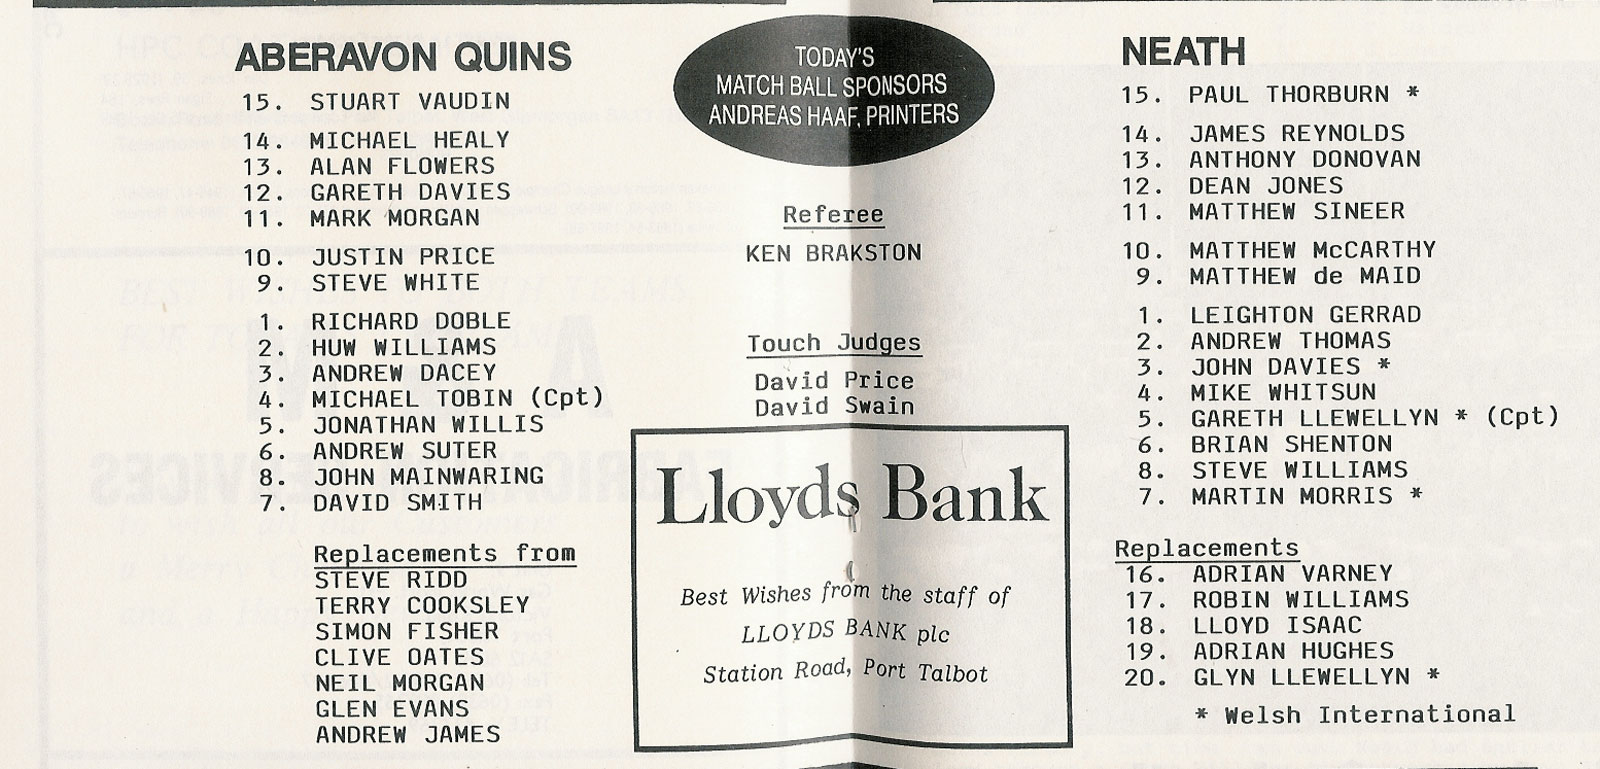 ABERAVON QUINS
15. STUART VAUDIN
14. MICHAEL HEALY
13. ALAN FLOWERS
12. GARETH DAVIES
11. MARK MORGAN
10. JUSTIN PRICE
9. STEVE WHITE
1. RICHARD DOBLE
2. HUW WILLIAMS
3. ANDREW DACEY
4. MICHAEL TOBIN (Cpt)
5. JONATHAN WILLIS
6. ANDREW SUTER
8. JOHN MAINWARING
7. DAVID SMITH
Replacements from
STEVE RIDD
TERRY COOKSLEY
SIMON FISHER
CLIVE OATES
NEIL MORGAN
GLEN EVANS
ANDREW JAMES
TODAY'S
MATCH BALL SPONSORS
ANDREAS HAAF, PRINTERS
Referee
KEN BRAKSTON
Touch Judges
David Price
David Swain
Lloyds Bank
Best Wishes from the staff of
LLOYDS BANK plc
Station Road, Port Talbot
NEATH
15. PAUL THORBURN *
14. JAMES REYNOLDS
13. ANTHONY DONOVAN
12. DEAN JONES
11. MATTHEW SINEER
10. MATTHEW McCARTHY
9. MATTHEW de MAID
1. LEIGHTON GERRAD
2. ANDREW THOMAS
3. JOHN DAVIES *
4. MIKE WHITSUN
5. GARETH LLEWELLYN * (Cpt)
6. BRIAN SHENTON
8. STEVE WILLIAMS
7. MARTIN MORRIS *
Replacements
16. ADRIAN VARNEY
17. ROBIN WILLIAMS
18. LLOYD ISAAC
19. ADRIAN HUGHES
20. GLYN LLEWELLYN *
* Welsh International